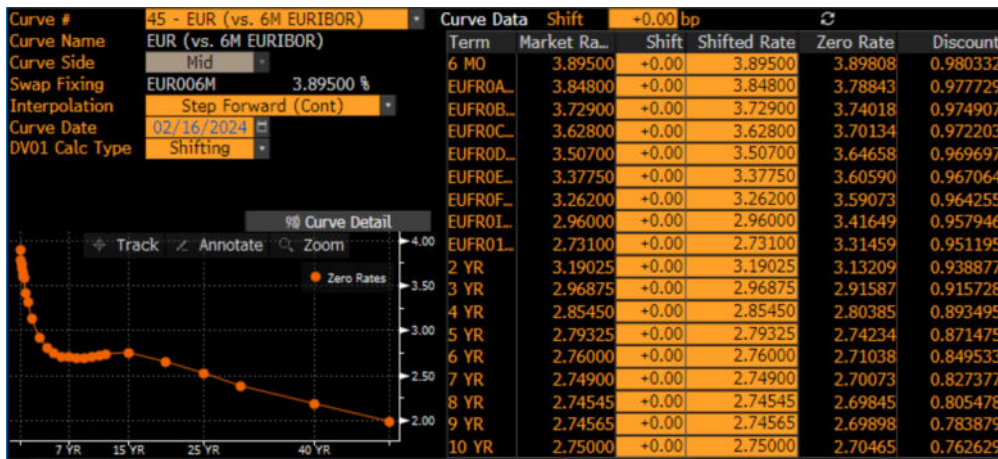 Curve # 45 - EUR (vs. 6M EURIBOR) Curve Data Shift +0.00 bp
Curve Name EUR (vs. 6M EURIBOR)
Curve Side Mid
Swap Fixing EUR006M 3.89500 %
Interpolation Step Forward (Cont)
Curve Date 02/16/2024
DV01 Calc Type Shifting
Curve Detail
Track Annotate Zoom
Zero Rates
4.00
3.50
3.00
2.50
2.00
7 YR 15 YR 25 YR 40 YR
Term Market Ra... Shift Shifted Rate Zero Rate Discount
6 MO 3.89500 +0.00 3.89500 3.89808 0.980332
EUFR0A... 3.84800 +0.00 3.84800 3.78843 0.977729
EUFR0B... 3.72900 +0.00 3.72900 3.74018 0.974907
EUFR0C... 3.62800 +0.00 3.62800 3.70134 0.972203
EUFR0D... 3.50700 +0.00 3.50700 3.64658 0.969697
EUFR0E... 3.37750 +0.00 3.37750 3.60590 0.967064
EUFR0F... 3.26200 +0.00 3.26200 3.59073 0.964255
EUFR0I... 2.96000 +0.00 2.96000 3.41649 0.957946
EUFR01... 2.73100 +0.00 2.73100 3.31459 0.951195
2 YR 3.19025 +0.00 3.19025 3.13209 0.938877
3 YR 2.96875 +0.00 2.96875 2.91587 0.915728
4 YR 2.85450 +0.00 2.85450 2.80385 0.893495
5 YR 2.79325 +0.00 2.79325 2.74234 0.871475
6 YR 2.76000 +0.00 2.76000 2.71038 0.849533
7 YR 2.74900 +0.00 2.74900 2.70073 0.827377
8 YR 2.74545 +0.00 2.74545 2.69845 0.805478
9 YR 2.74565 +0.00 2.74565 2.69898 0.783879
10 YR 2.75000 +0.00 2.75000 2.70465 0.762629